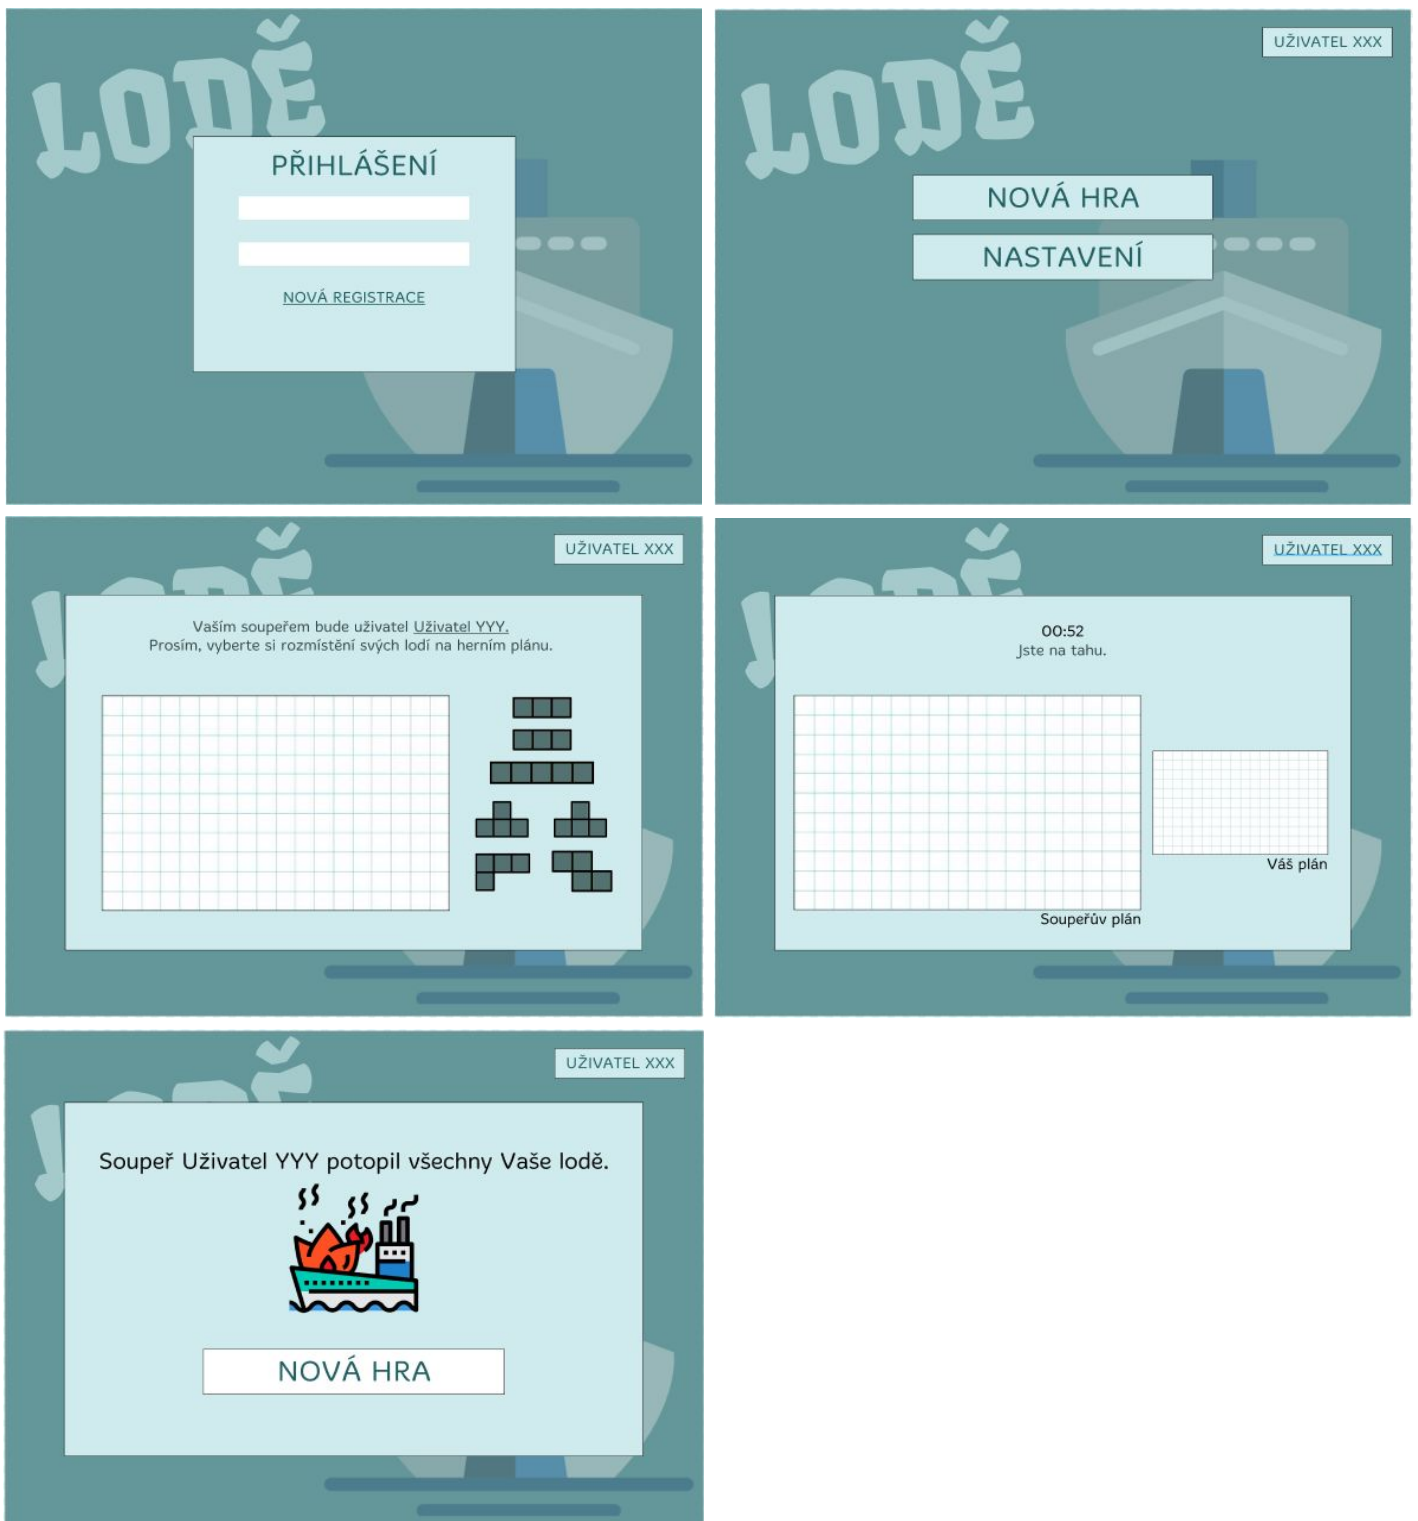 LODĚ
PŘIHLÁŠENÍ
NOVÁ REGISTRACE
LODĚ
UŽIVATEL XXX
NOVÁ HRA
NASTAVENÍ
UŽIVATEL XXX
Vaším soupeřem bude uživatel Uživatel YYY.
Prosím, vyberte si rozmístění svých lodí na herním plánu.
UŽIVATEL XXX
00:52
Jste na tahu.
Váš plán
Soupeřův plán
UŽIVATEL XXX
Soupeř Uživatel YYY potopil všechny Vaše lodě.
NOVÁ HRA